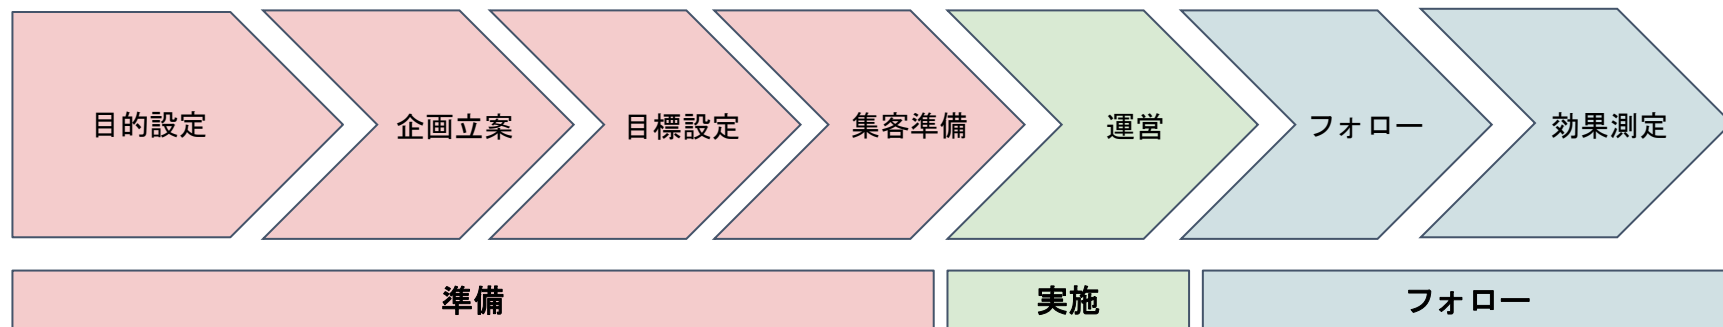 目的設定
企画立案
目標設定
集客準備
運営
フォロー
効果測定
準備
実施
フォロー